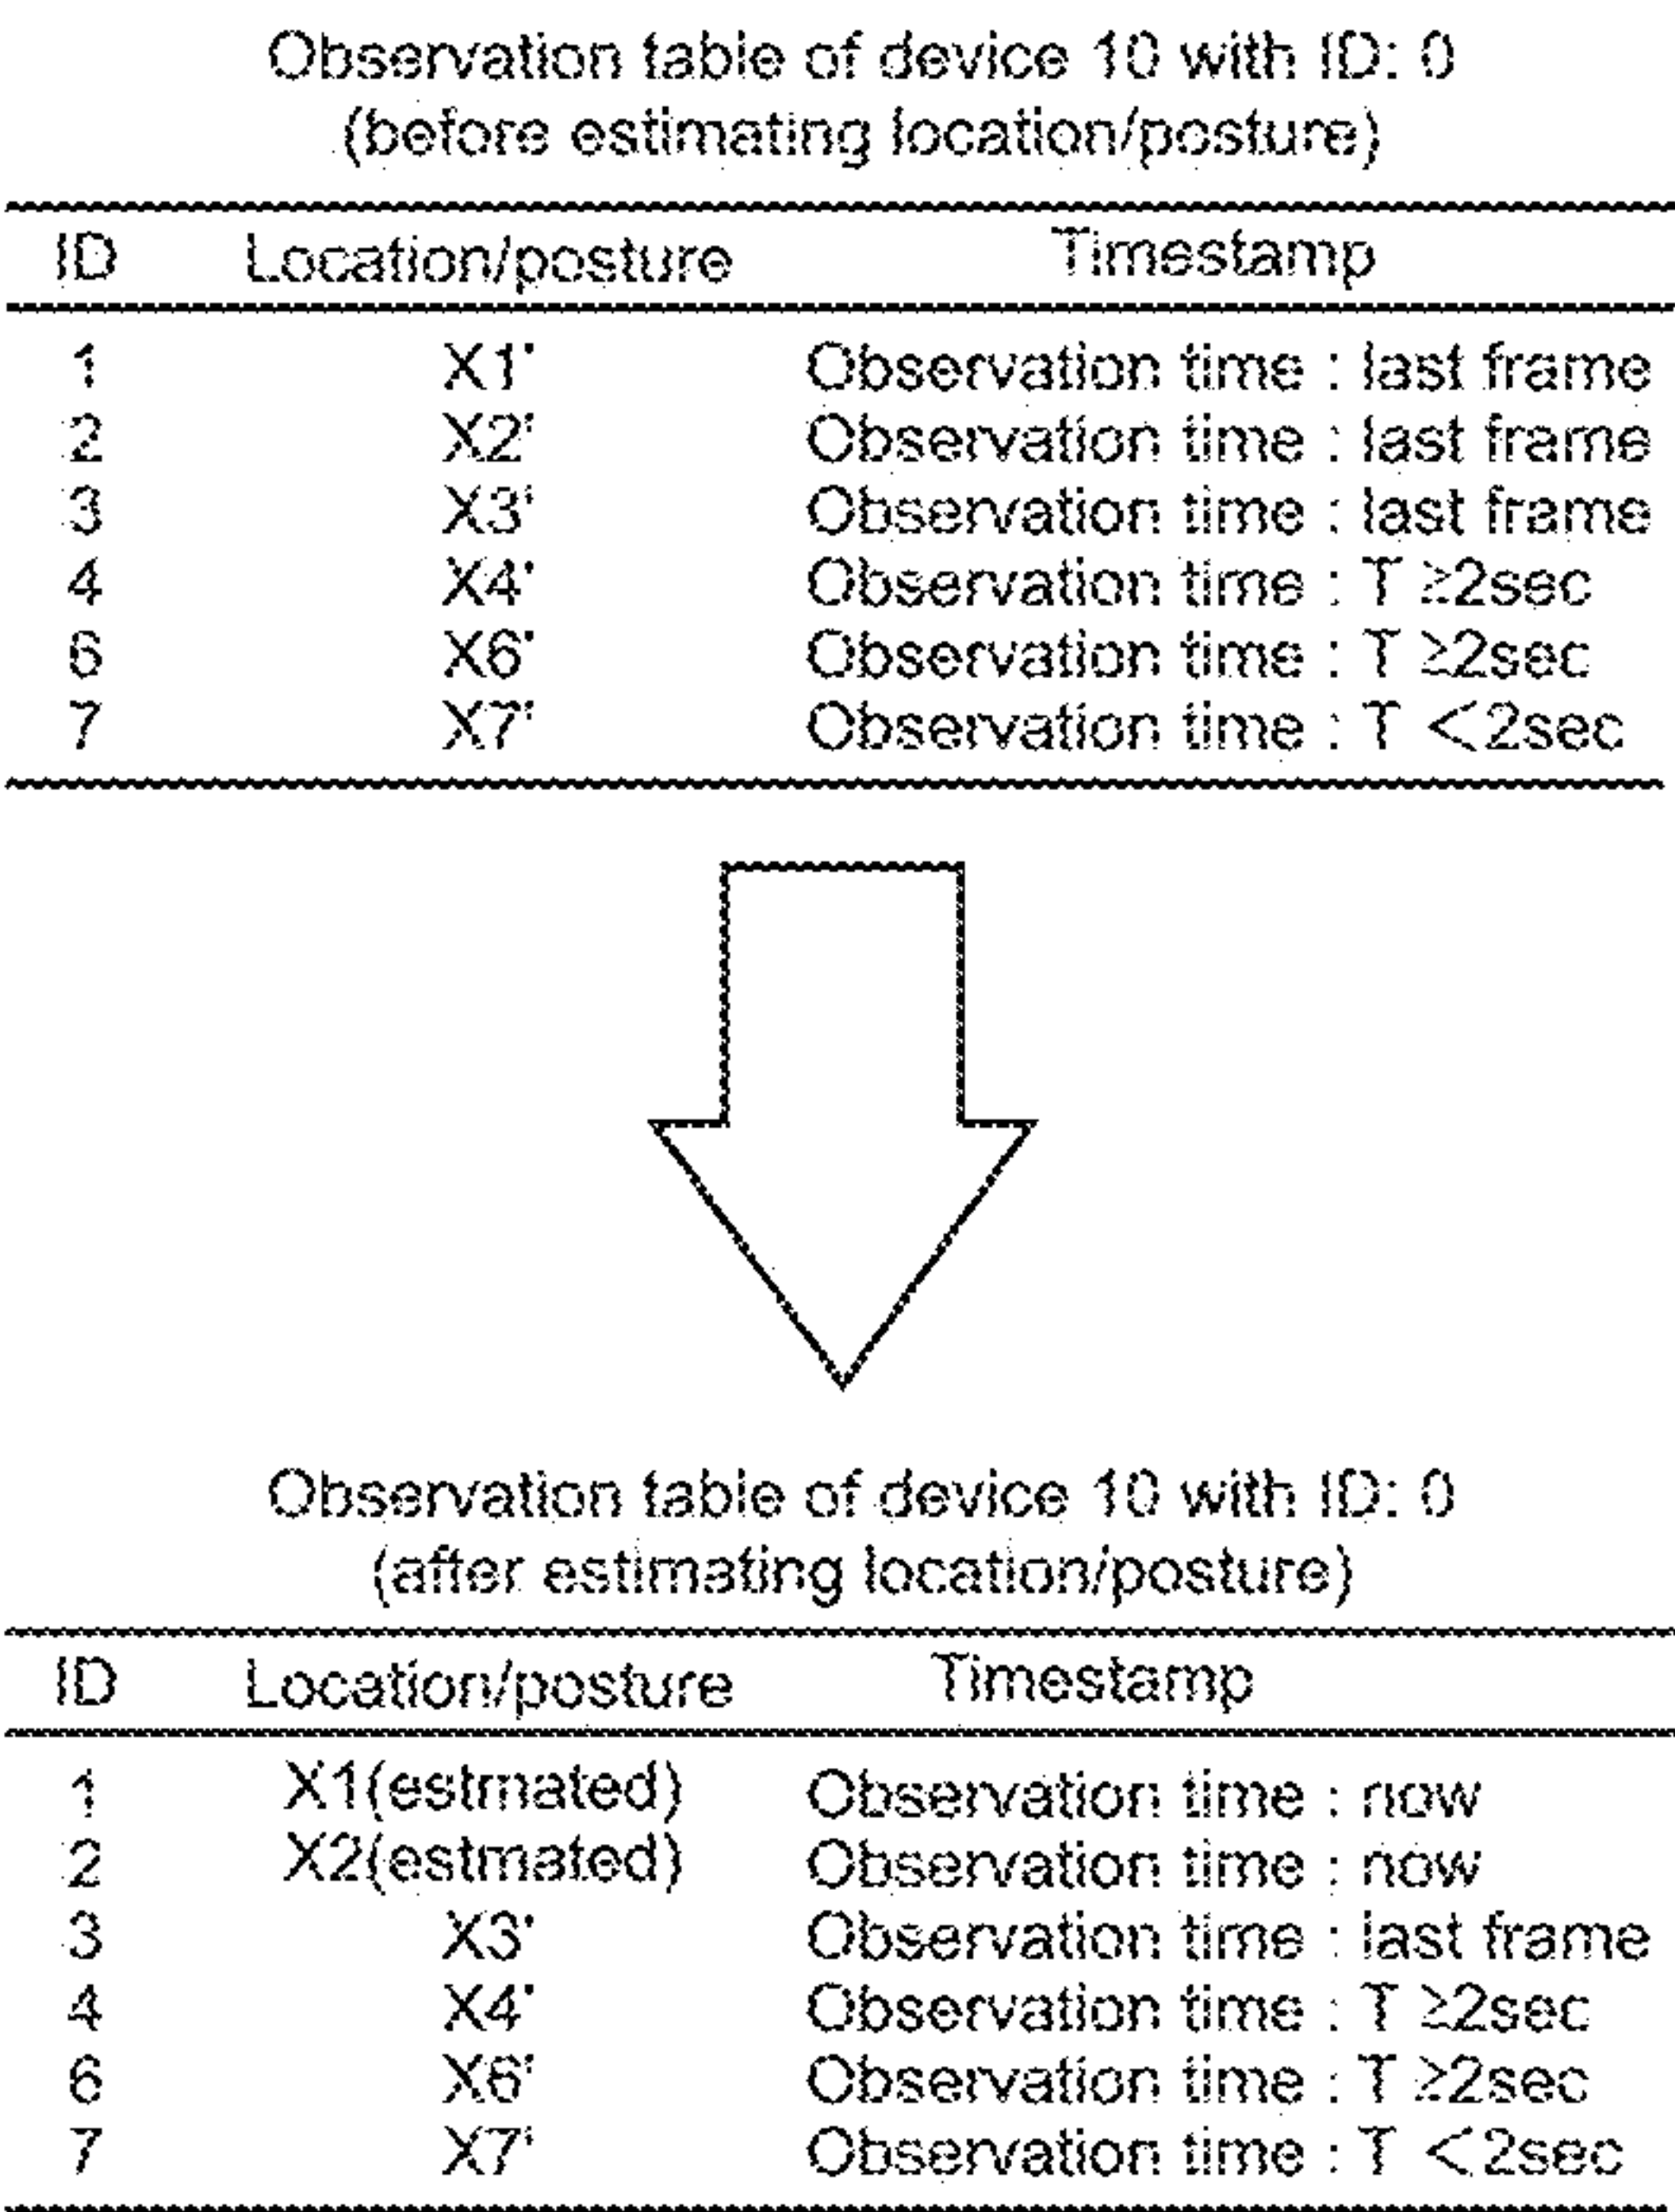 Observation table of device 10 with ID: 0
(before estimating location/posture)
ID Location/posture Timestamp
1 X1' Observation time : last frame
2 X2' Observation time : last frame
3 X3' Observation time : last frame
4 X4' Observation time : T ≥2sec
6 X6' Observation time : T ≥2sec
7 X7' Observation time : T <2sec
Observation table of device 10 with ID: 0
(after estimating location/posture)
ID Location/posture Timestamp
1 X1(estmated) Observation time : now
2 X2(estmated) Observation time : now
3 X3' Observation time : last frame
4 X4' Observation time : T ≥2sec
6 X6' Observation time : T ≥2sec
7 X7' Observation time : T <2sec